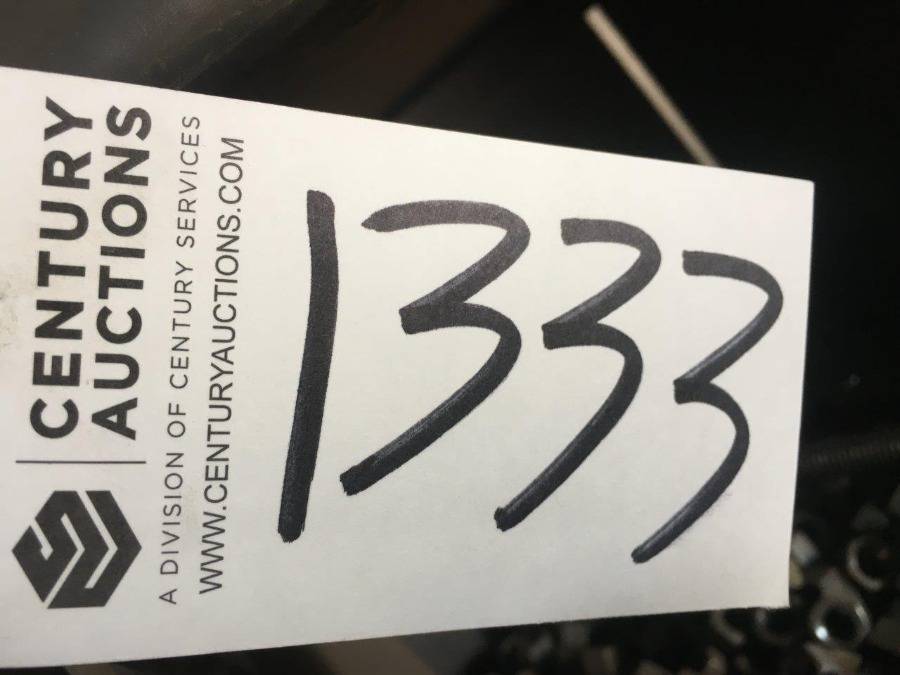 CENTURY
AUCTIONS
A DIVISION OF CENTURY SERVICES
WWW.CENTURYAUCTIONS.COM
1333